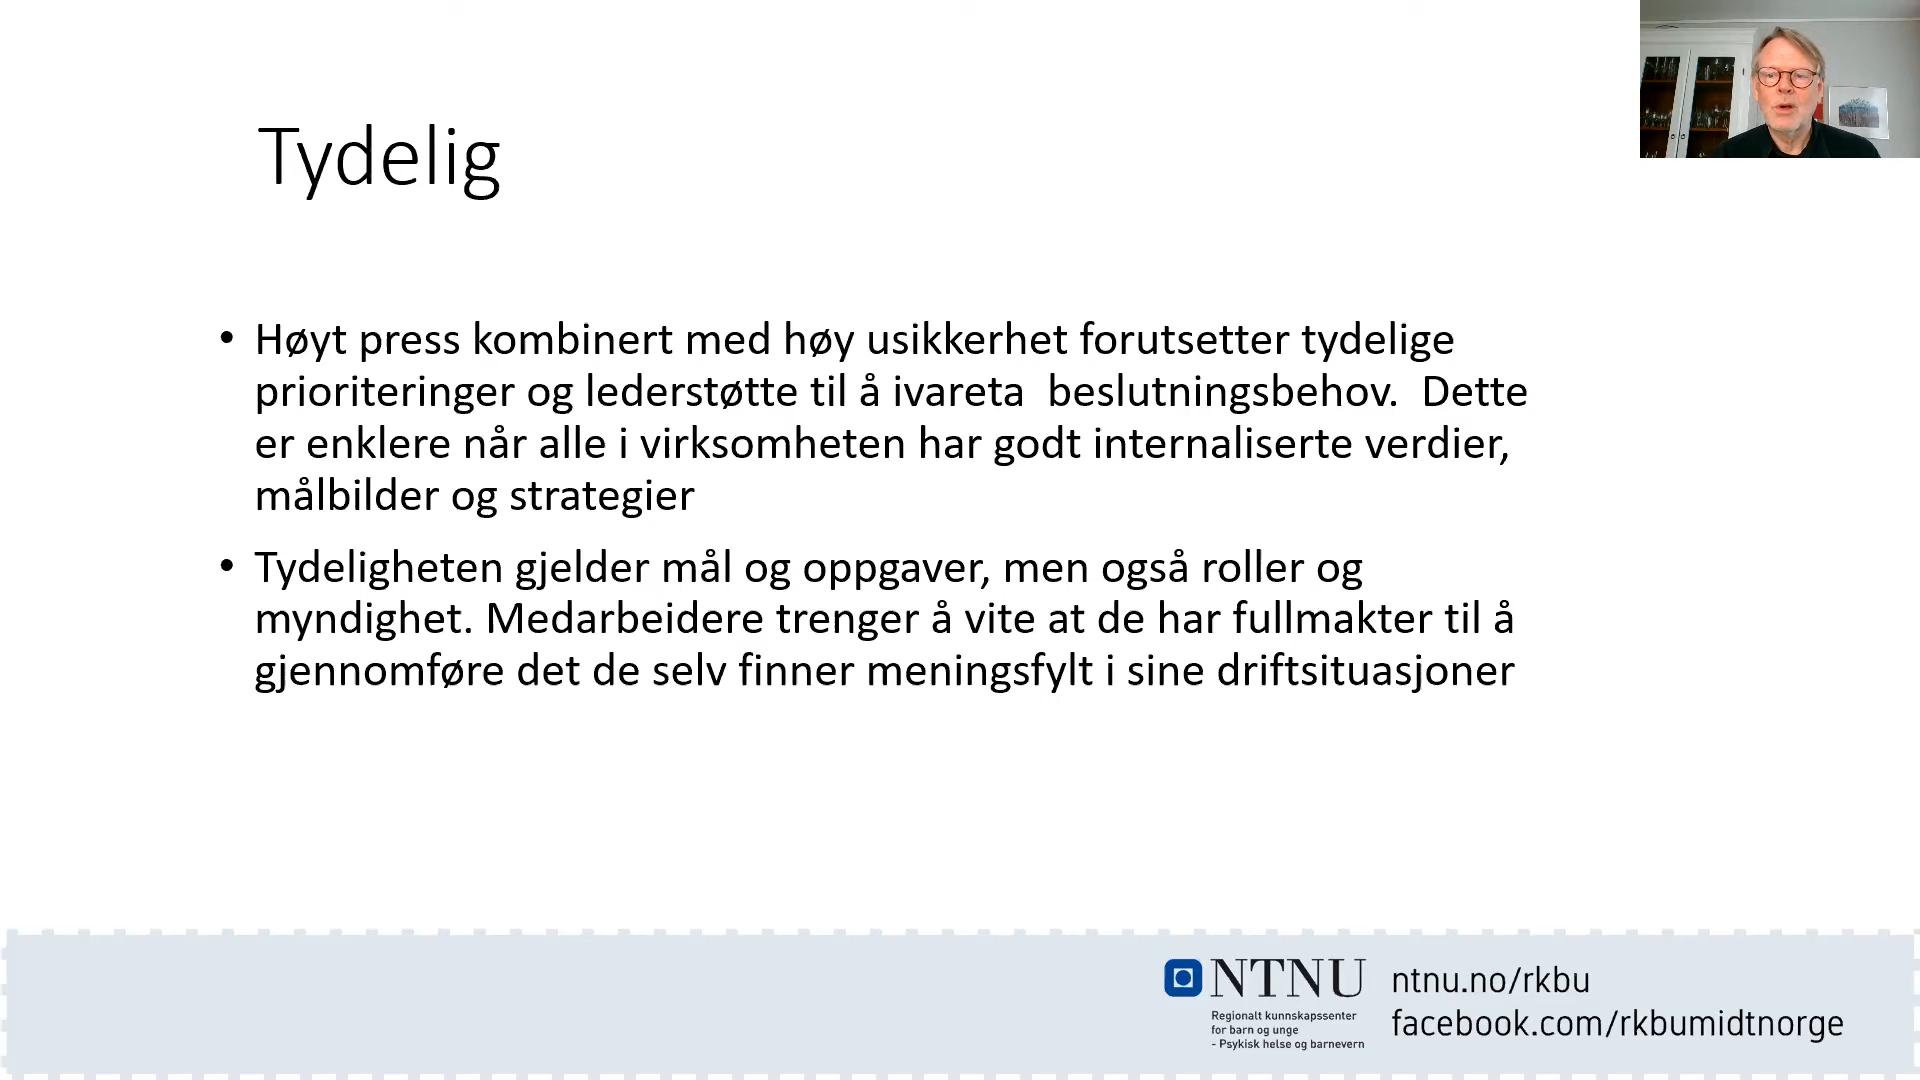 Tydelig
• Høyt press kombinert med høy usikkerhet forutsetter tydelige
prioriteringer og lederstøtte til å ivareta  beslutningsbehov.  Dette
er enklere når alle i virksomheten har godt internaliserte verdier,
målbilder og strategier
• Tydeligheten gjelder mål og oppgaver, men også roller og
myndighet. Medarbeidere trenger å vite at de har fullmakter til å
gjennomføre det de selv finner meningsfylt i sine driftsituasjoner
NTNU
Regionalt kunnskapssenter
for barn og unge
- Psykisk helse og barnevern
ntnu.no/rkbu
facebook.com/rkbumidtnorge